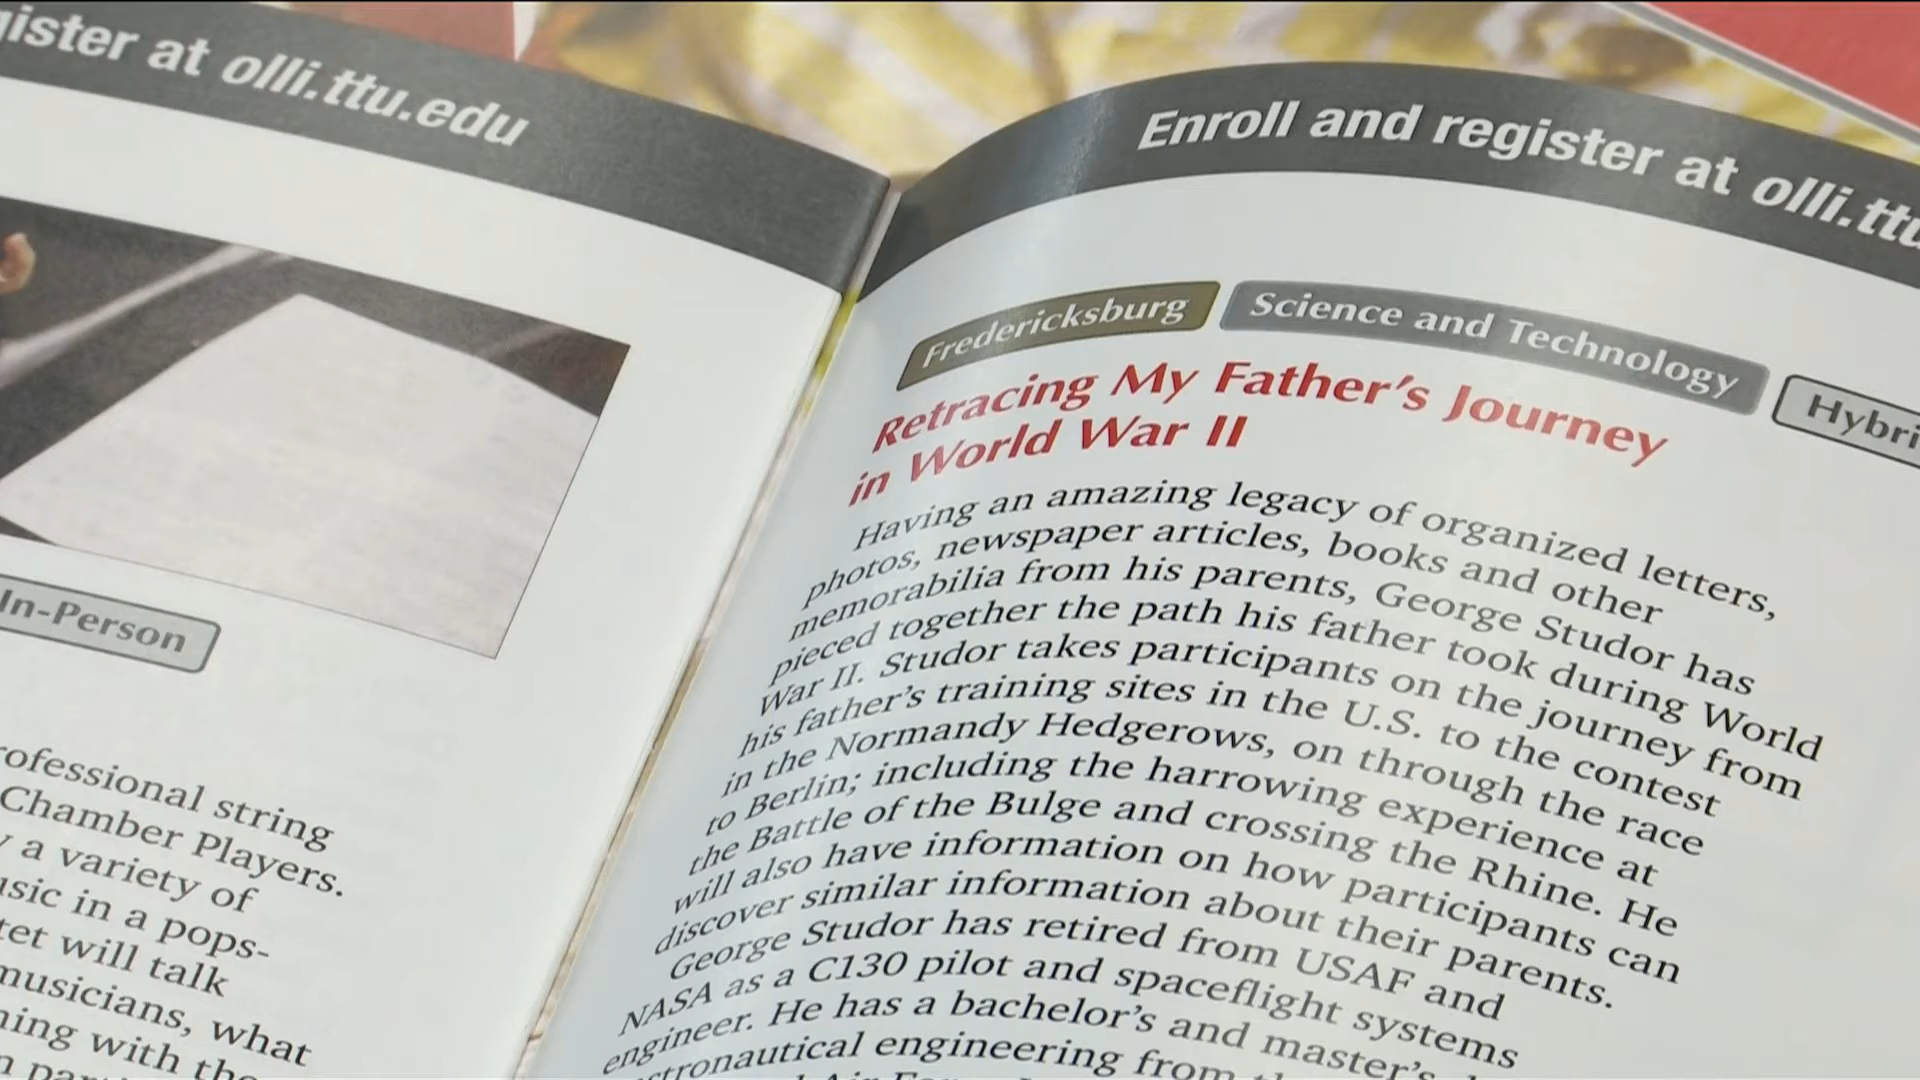 gister at olli.ttu.edu
In-Person
professional string
Chamber Players.
a variety of
music in a pops-
will talk
musicians, what
with the
Enroll and register at olli.ttu
Fredericksburg
Science and Technology
Hybri
Retracing My Father's Journey
in World War II
Having an amazing legacy of organized letters,
photos, newspaper articles, books and other
memorabilia from his parents, George Studor has
pieced together the path his father took during World
War II. Studor takes participants on the journey from
his father's training sites in the U.S. to the contest
in the Normandy Hedgerows, on through the race
to Berlin; including the harrowing experience at
the Battle of the Bulge and crossing the Rhine. He
will also have information on how participants can
discover similar information about their parents.
George Studor has retired from USAF and
NASA as a C130 pilot and spaceflight systems
engineer. He has a bachelor's and master's
astronautical engineering from